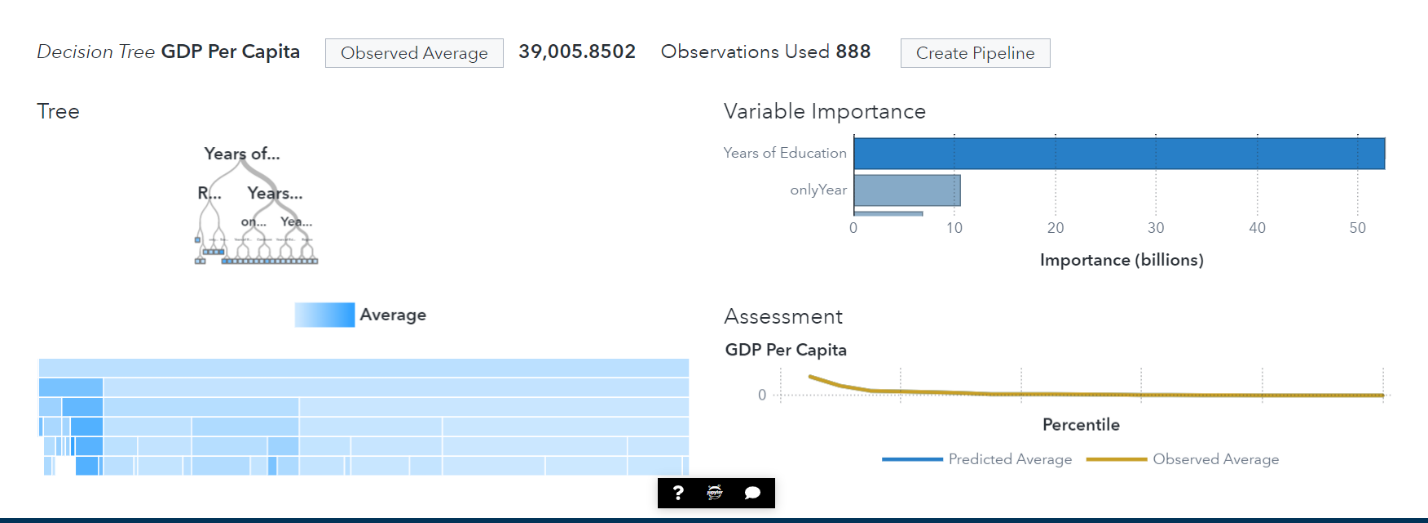 Decision Tree GDP Per Capita Observed Average 39,005.8502 Observations Used 888 Create Pipeline
Tree
Years of...
R... Years...
on... Yea...
Average
Variable Importance
Years of Education
onlyYear
0 10 20 30 40 50
Importance (billions)
Assessment
GDP Per Capita
0
Percentile
Predicted Average Observed Average
?